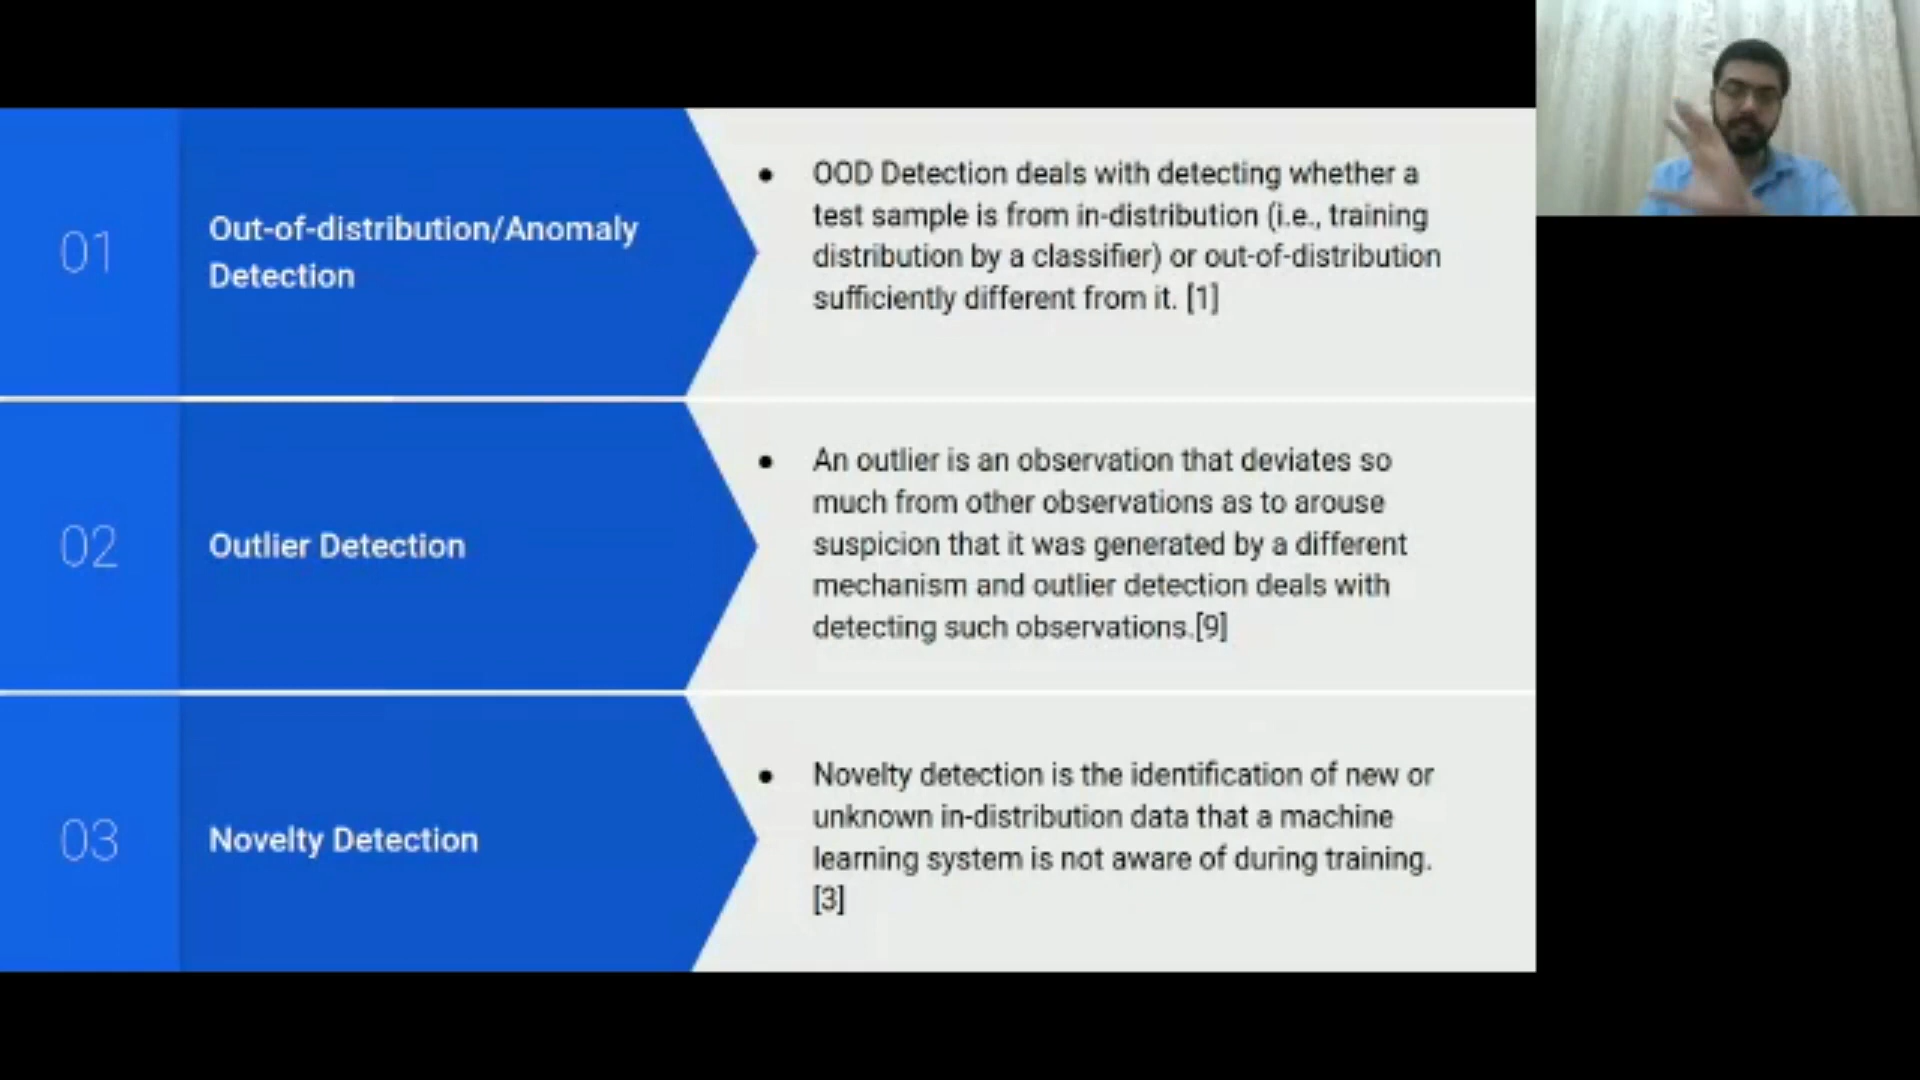 01
Out-of-distribution/Anomaly
Detection
● OOD Detection deals with detecting whether a
test sample is from in-distribution (i.e., training
distribution by a classifier) or out-of-distribution
sufficiently different from it. [1]
02
Outlier Detection
● An outlier is an observation that deviates so
much from other observations as to arouse
suspicion that it was generated by a different
mechanism and outlier detection deals with
detecting such observations.[9]
03
Novelty Detection
● Novelty detection is the identification of new or
unknown in-distribution data that a machine
learning system is not aware of during training.
[3]